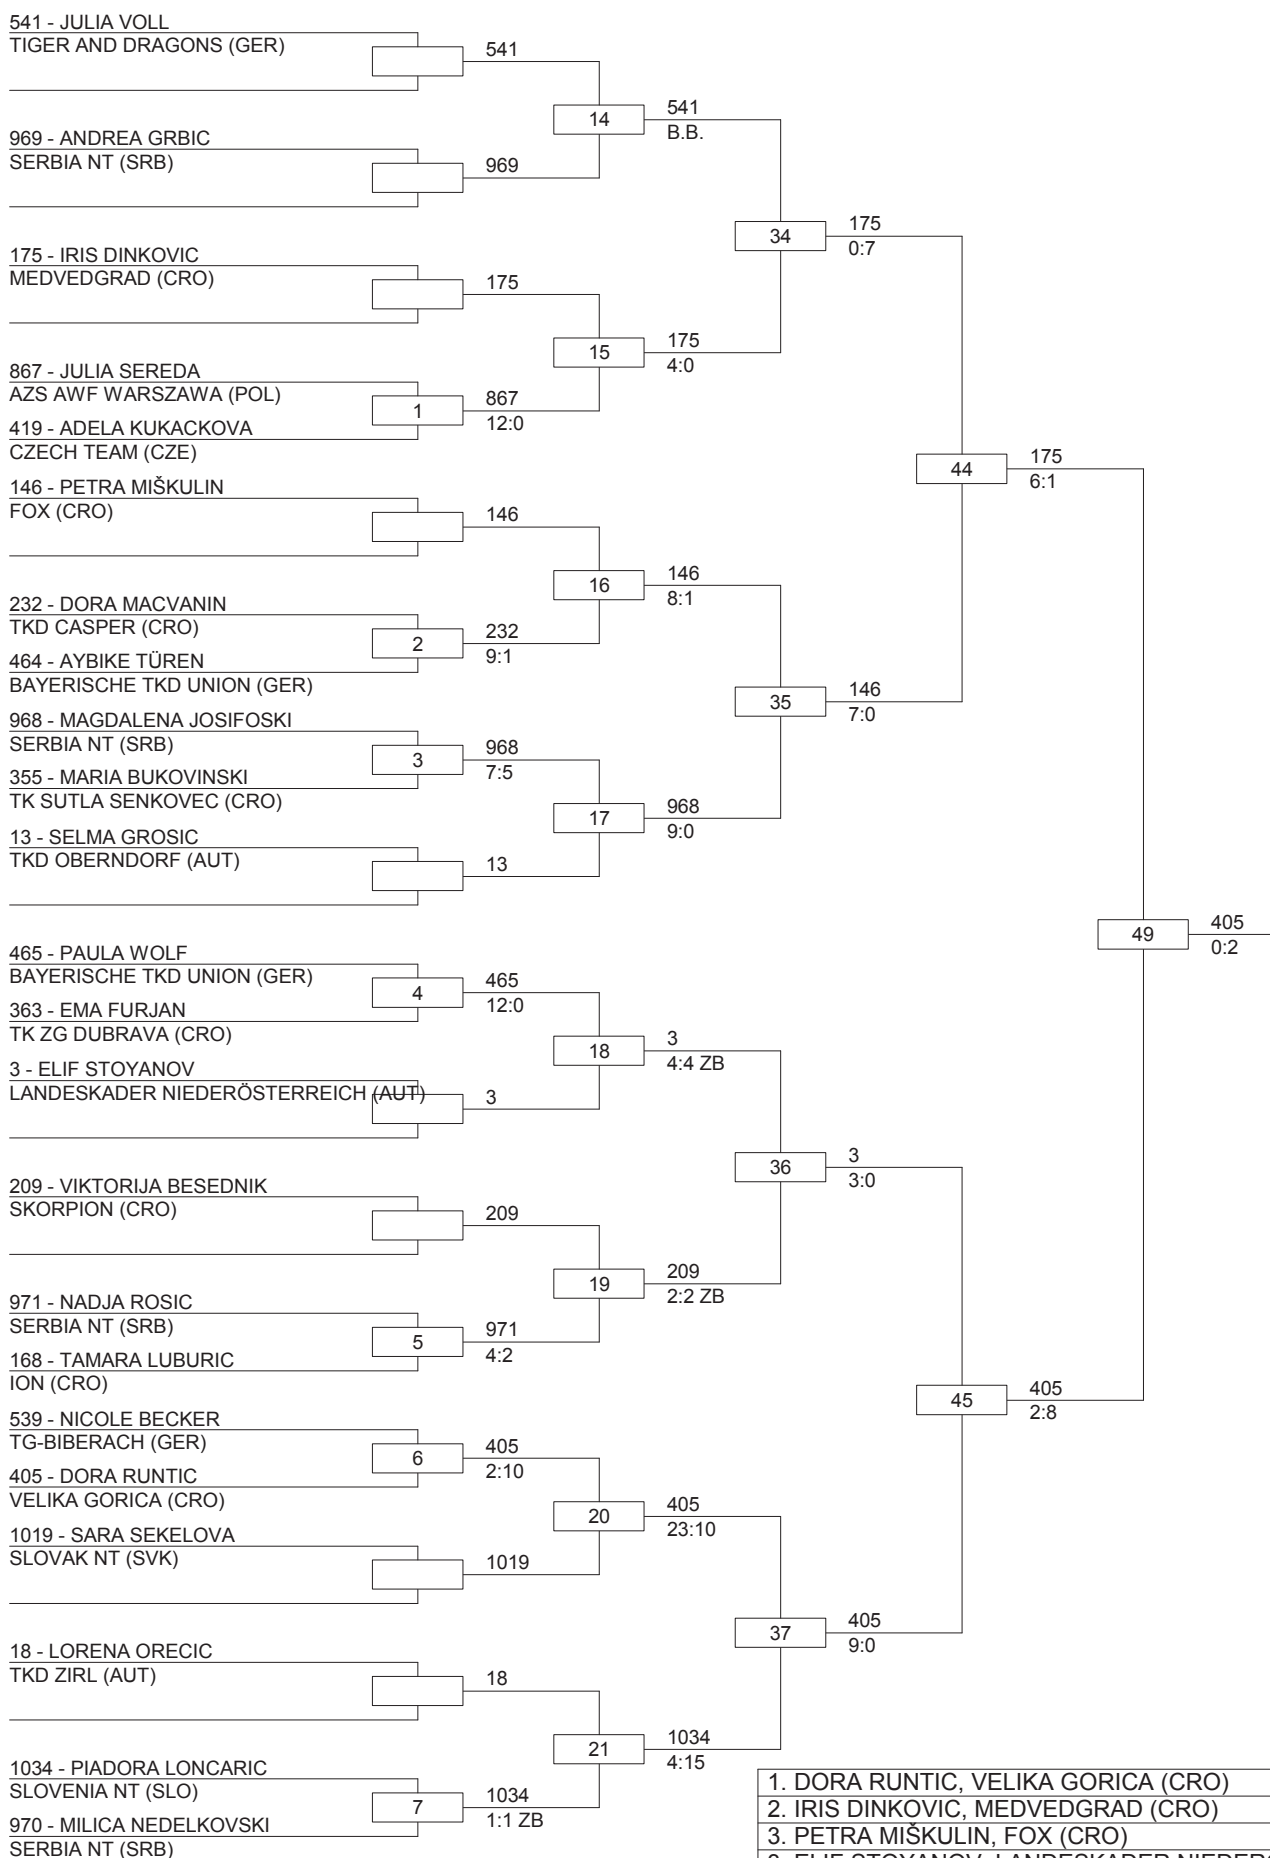 541 - JULIA VOLL
TIGER AND DRAGONS (GER)
541
14
541
B.B.
969 - ANDREA GRBIC
SERBIA NT (SRB)
969
34
175
0:7
175 - IRIS DINKOVIC
MEDVEDGRAD (CRO)
175
15
175
4:0
867 - JULIA SEREDA
AZS AWF WARSZAWA (POL)
1
867
12:0
419 - ADELA KUKACKOVA
CZECH TEAM (CZE)
44
175
6:1
146 - PETRA MIŠKULIN
FOX (CRO)
146
16
146
8:1
232 - DORA MACVANIN
TKD CASPER (CRO)
2
232
9:1
464 - AYBIKE TÜREN
BAYERISCHE TKD UNION (GER)
35
146
7:0
968 - MAGDALENA JOSIFOSKI
SERBIA NT (SRB)
3
968
7:5
355 - MARIA BUKOVINSKI
TK SUTLA SENKOVEC (CRO)
17
968
9:0
13 - SELMA GROSIC
TKD OBERNDORF (AUT)
13
49
405
0:2
465 - PAULA WOLF
BAYERISCHE TKD UNION (GER)
4
465
12:0
363 - EMA FURJAN
TK ZG DUBRAVA (CRO)
18
3
4:4 ZB
3 - ELIF STOYANOV
LANDESKADER NIEDERÖSTERREICH (AUT)
3
36
3
3:0
209 - VIKTORIJA BESEDNIK
SKORPION (CRO)
209
19
209
2:2 ZB
971 - NADJA ROSIC
SERBIA NT (SRB)
5
971
4:2
168 - TAMARA LUBURIC
ION (CRO)
45
405
2:8
539 - NICOLE BECKER
TG-BIBERACH (GER)
6
405
2:10
405 - DORA RUNTIC
VELIKA GORICA (CRO)
20
405
23:10
1019 - SARA SEKELOVA
SLOVAK NT (SVK)
1019
37
405
9:0
18 - LORENA ORECIC
TKD ZIRL (AUT)
18
21
1034
4:15
1034 - PIADORA LONCARIC
SLOVENIA NT (SLO)
7
1034
1:1 ZB
970 - MILICA NEDELKOVSKI
SERBIA NT (SRB)
1. DORA RUNTIC, VELIKA GORICA (CRO)
2. IRIS DINKOVIC, MEDVEDGRAD (CRO)
3. PETRA MIŠKULIN, FOX (CRO)
3. ELIF STOYANOV, LANDESKADER